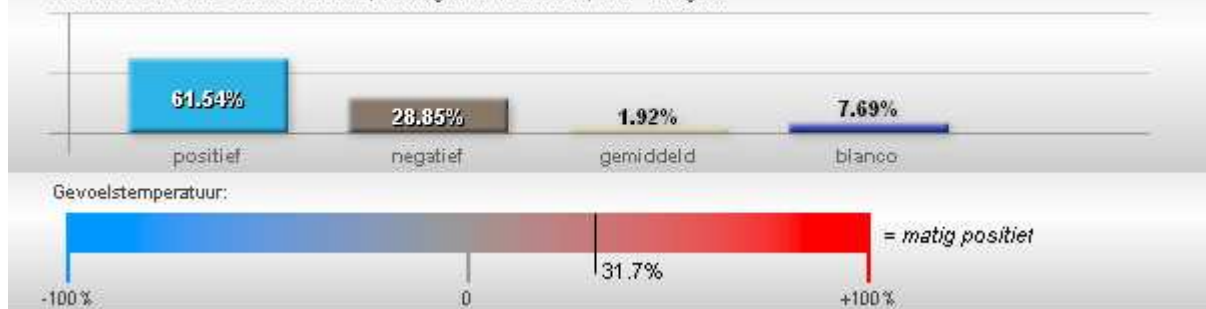 61.54% 28.85% 1.92% 7.69%
positief negatief gemiddeld blanco
Gevoelstemperatuur:
= matig positief
31.7%
-100% 0 +100%